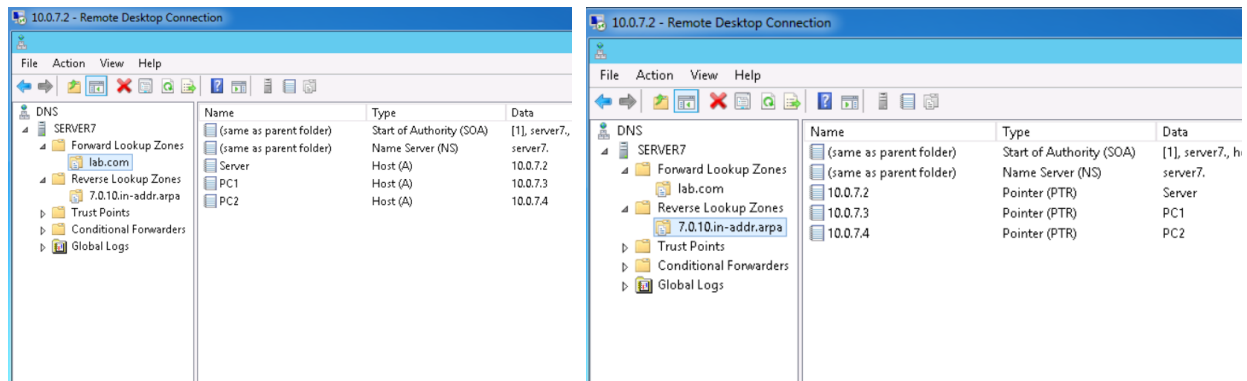 10.0.7.2 - Remote Desktop Connection
File Action View Help
DNS
SERVER7
Forward Lookup Zones
lab.com
Reverse Lookup Zones
7.0.10.in-addr.arpa
Trust Points
Conditional Forwarders
Global Logs
Name Type Data
(same as parent folder) Start of Authority (SOA) [1], server7.,
(same as parent folder) Name Server (NS) server7.
Server Host (A) 10.0.7.2
PC1 Host (A) 10.0.7.3
PC2 Host (A) 10.0.7.4
10.0.7.2 - Remote Desktop Connection
File Action View Help
DNS
SERVER7
Forward Lookup Zones
lab.com
Reverse Lookup Zones
7.0.10.in-addr.arpa
Trust Points
Conditional Forwarders
Global Logs
Name Type Data
(same as parent folder) Start of Authority (SOA) [1], server7., h
(same as parent folder) Name Server (NS) server7.
10.0.7.2 Pointer (PTR) Server
10.0.7.3 Pointer (PTR) PC1
10.0.7.4 Pointer (PTR) PC2